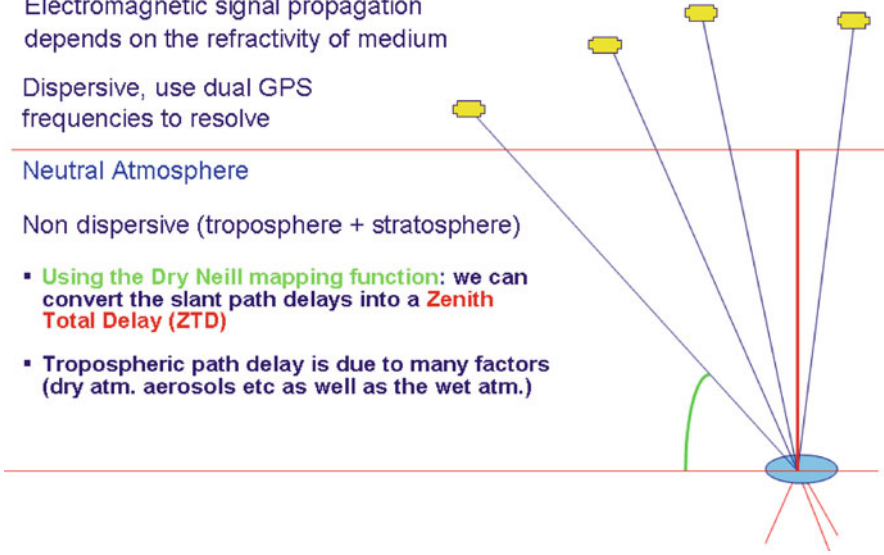 Electromagnetic signal propagation
depends on the refractivity of medium
Dispersive, use dual GPS
frequencies to resolve
Neutral Atmosphere
Non dispersive (troposphere + stratosphere)
▪ Using the Dry Neill mapping function: we can
convert the slant path delays into a Zenith
Total Delay (ZTD)
▪ Tropospheric path delay is due to many factors
(dry atm. aerosols etc as well as the wet atm.)